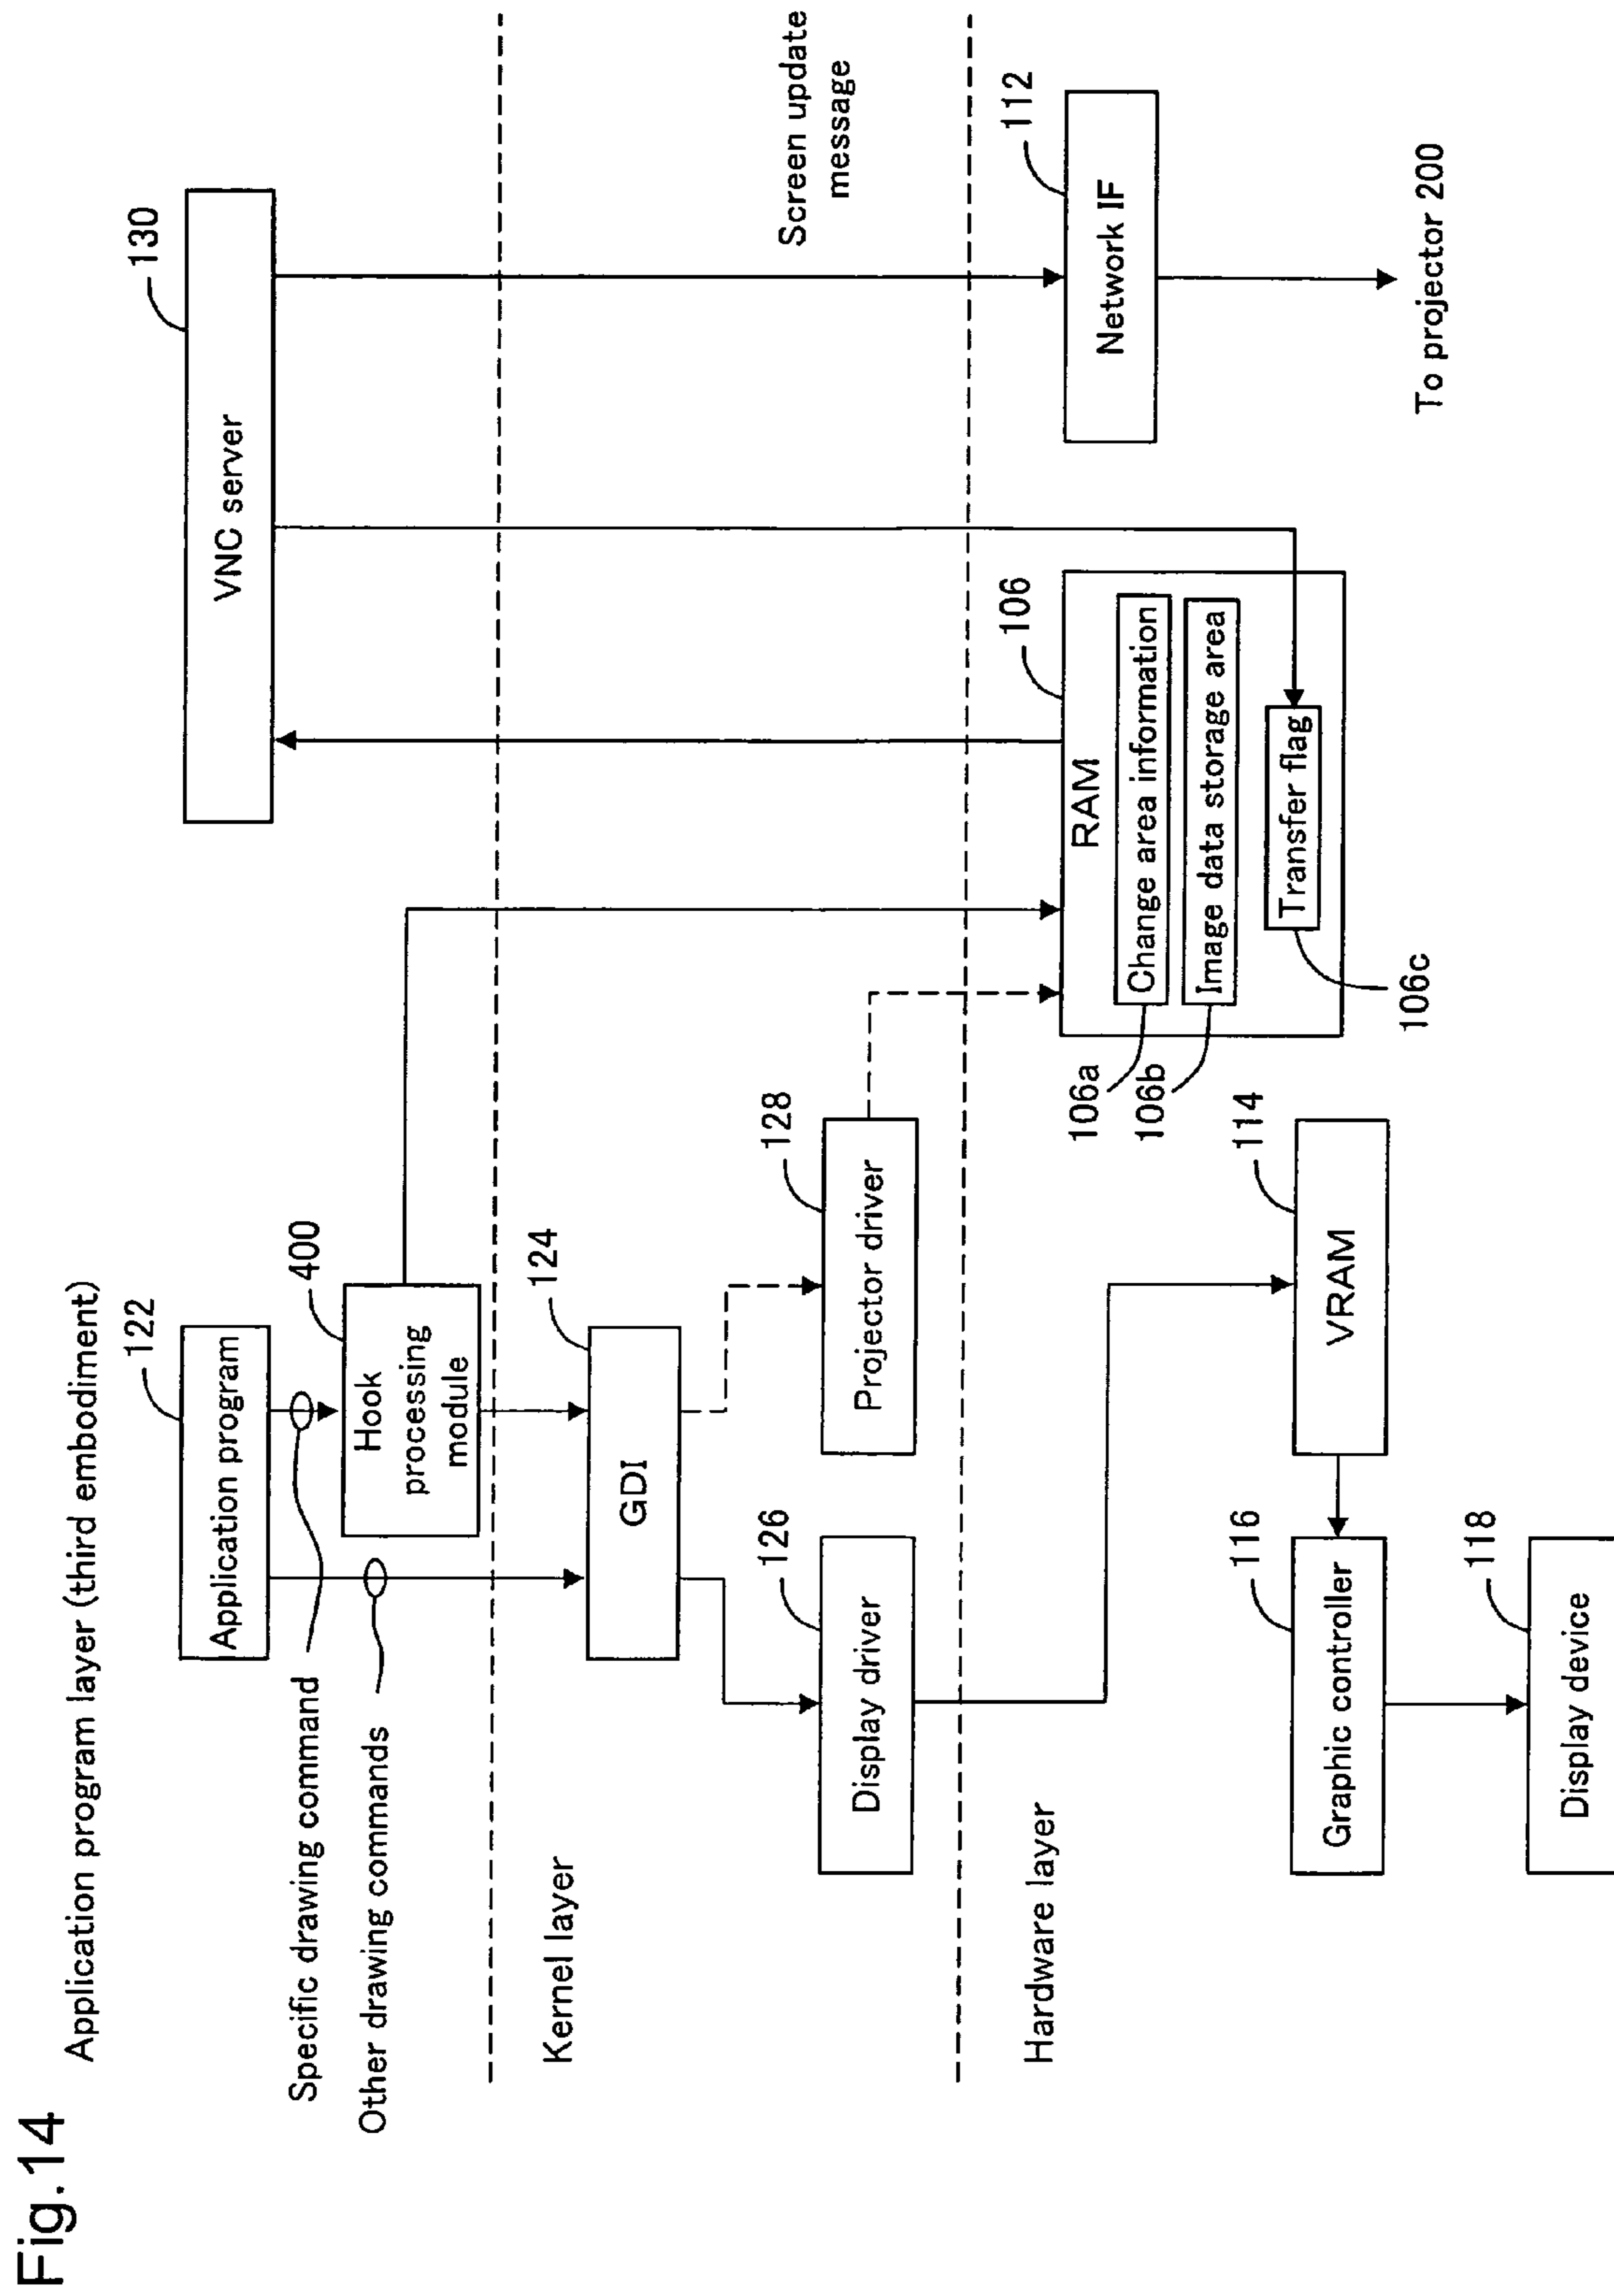 Fig.14
Application program layer (third embodiment)
122
Application program
130
VNC server
Specific drawing command
Other drawing commands
400
Hook
processing
module
Kernel layer
124
GDI
126
Display driver
128
Projector driver
Screen update
message
Hardware layer
106
RAM
106a
Change area information
106b
Image data storage area
106c
Transfer flag
112
Network IF
To projector 200
114
VRAM
116
Graphic controller
118
Display device